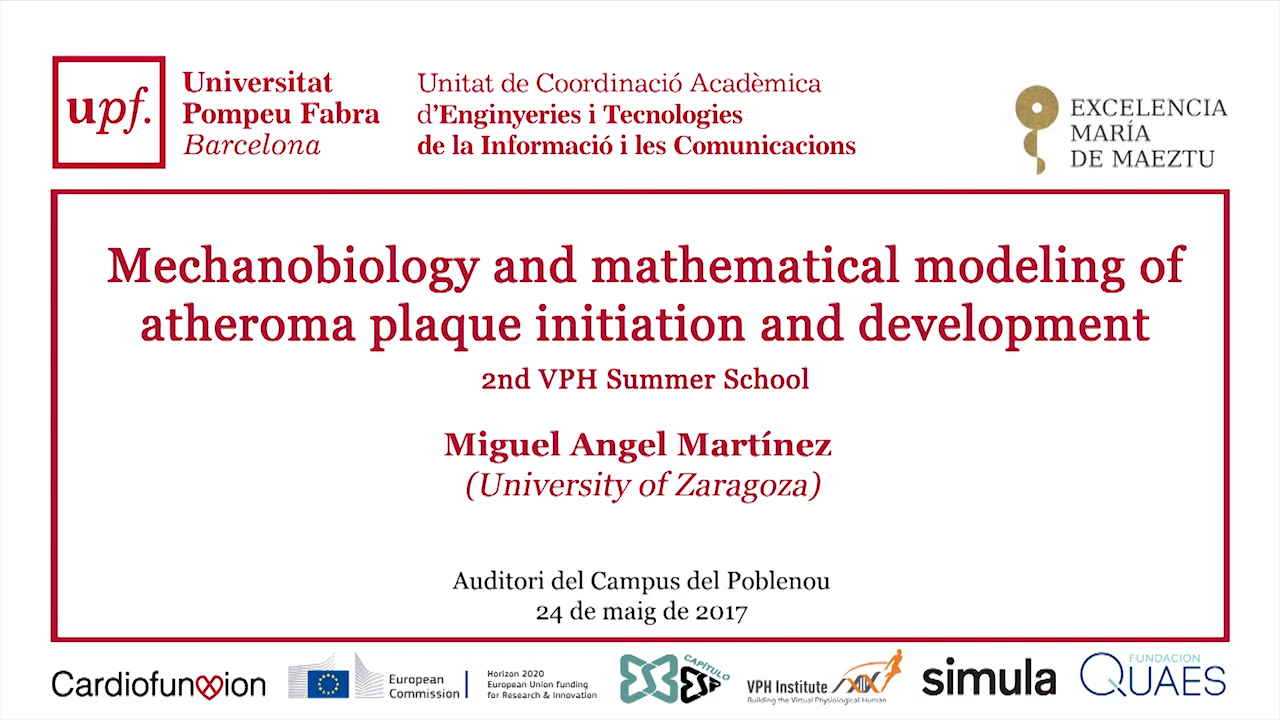 upf.
Universitat
Pompeu Fabra
Barcelona
Unitat de Coordinació Acadèmica
d'Enginyeries i Tecnologies
de la Informació i les Comunicacions
EXCELENCIA
MARÍA
DE MAEZTU
Mechanobiology and mathematical modeling of
atheroma plaque initiation and development
2nd VPH Summer School
Miguel Angel Martínez
(University of Zaragoza)
Auditori del Campus del Poblenou
24 de maig de 2017
Cardiofunxion
European
Commission
Horizon 2020
European Union funding
for Research & Innovation
CAPÍTULO
ESP
VPH Institute
Building the Virtual Physiological Human
simula
FUNDACIÓN
QUAES